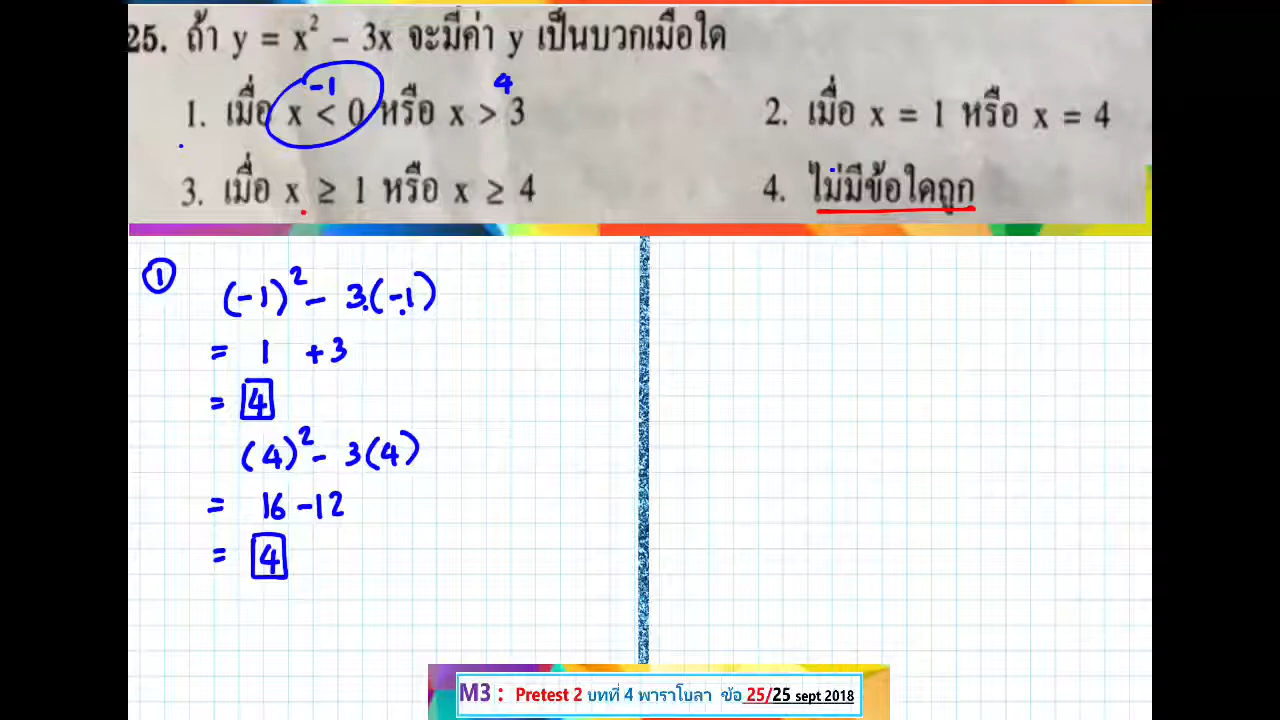 25. ถ้า y = x² − 3x จะมีค่า y เป็นบวกเมื่อใด
−1 4
1. เมื่อ x < 0 หรือ x > 3
2. เมื่อ x = 1 หรือ x = 4
3. เมื่อ x ≥ 1 หรือ x ≥ 4
4. ไม่มีข้อใดถูก
① (−1)² − 3.(−1)
= 1 + 3
= 4
(4)² − 3(4)
= 16 − 12
= 4
M3 : Pretest 2 บทที่ 4 พาราโบลา ข้อ 25/25 sept 2018